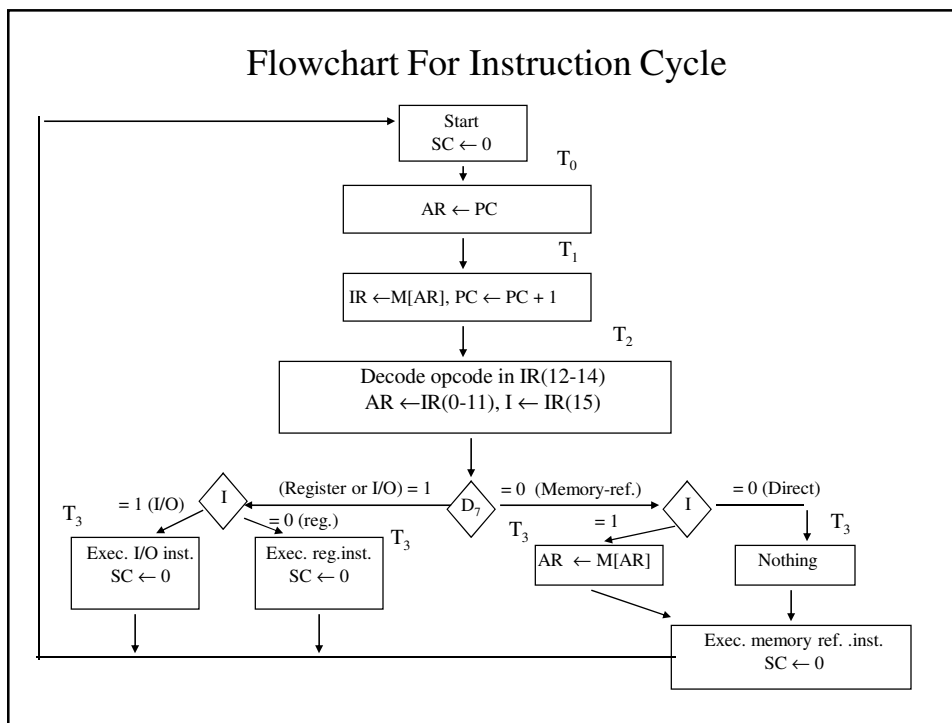 Flowchart For Instruction Cycle
Start
SC ← 0
T₀
AR ← PC
T₁
IR ←M[AR], PC ← PC + 1
T₂
Decode opcode in IR(12-14)
AR ←IR(0-11), I ← IR(15)
(Register or I/O) = 1
D₇
= 0 (Memory-ref.)
I
= 1 (I/O)
= 0 (reg.)
I
= 1
= 0 (Direct)
T₃
Exec. I/O inst.
SC ← 0
T₃
Exec. reg.inst.
SC ← 0
T₃
AR ← M[AR]
T₃
Nothing
Exec. memory ref. .inst.
SC ← 0